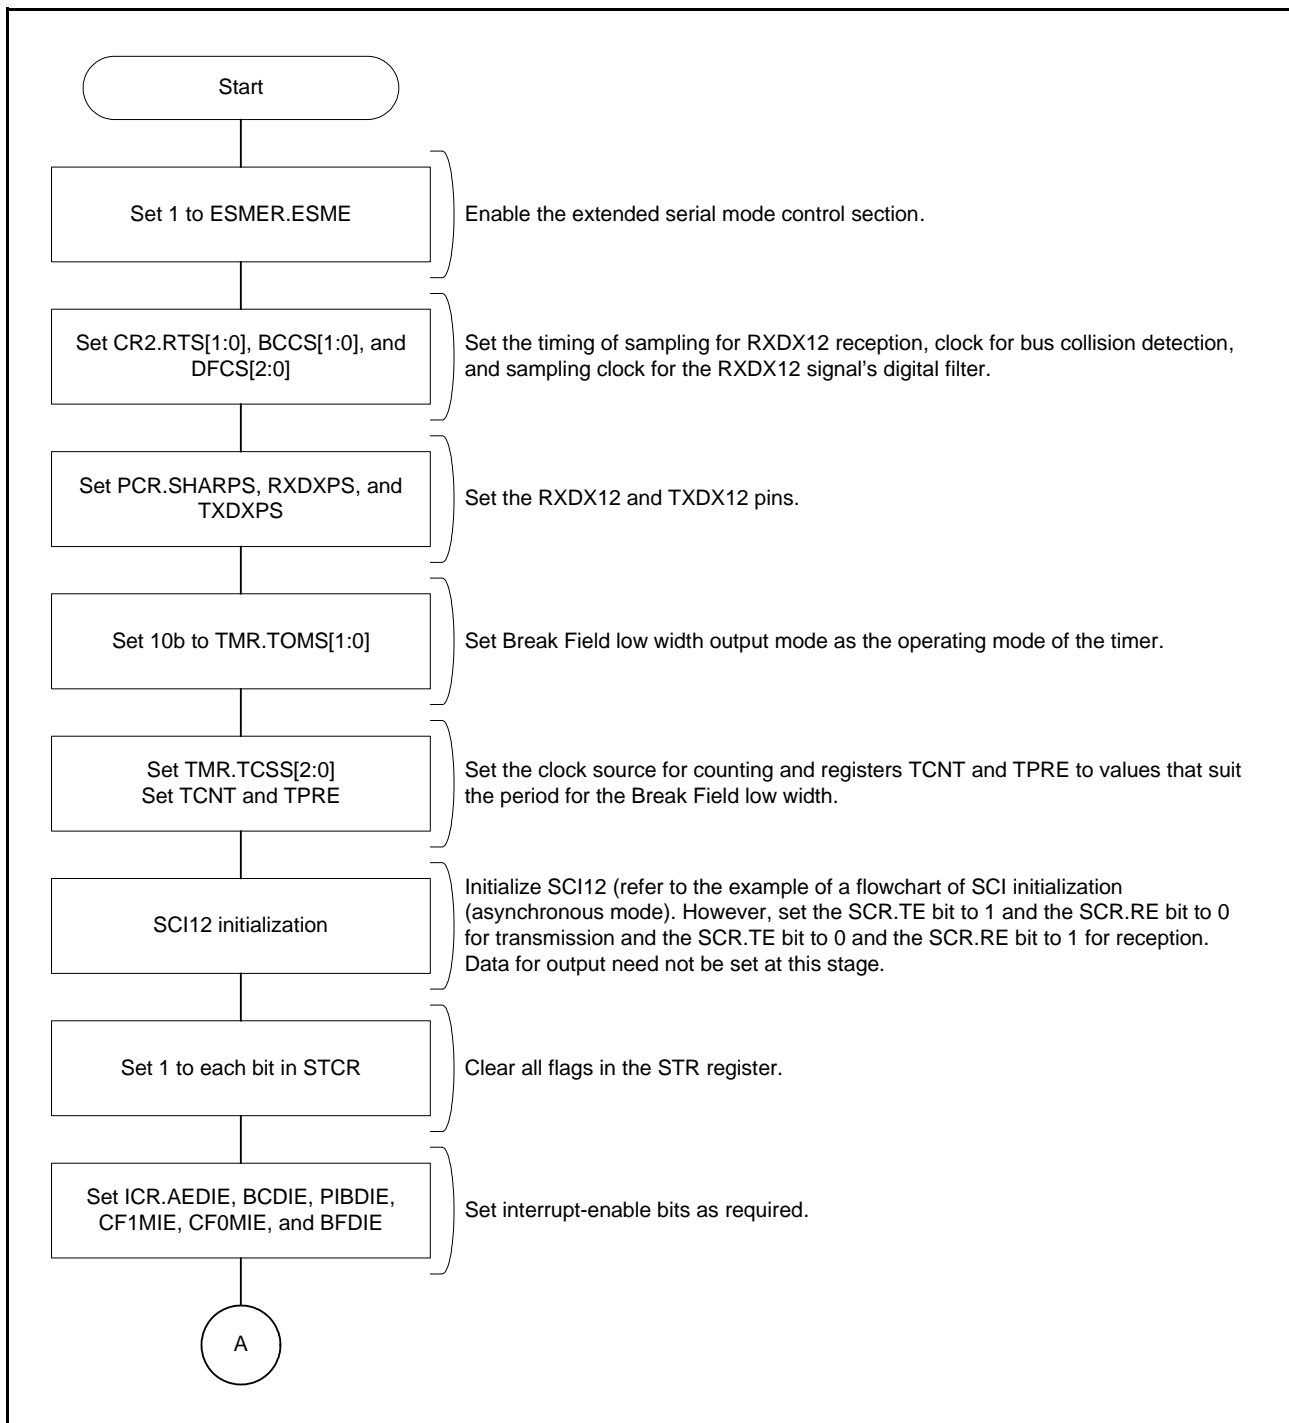 Start
Set 1 to ESMER.ESME
Enable the extended serial mode control section.
Set CR2.RTS[1:0], BCCS[1:0], and
DFCS[2:0]
Set the timing of sampling for RXDX12 reception, clock for bus collision detection,
and sampling clock for the RXDX12 signal's digital filter.
Set PCR.SHARPS, RXDXPS, and
TXDXPS
Set the RXDX12 and TXDX12 pins.
Set 10b to TMR.TOMS[1:0]
Set Break Field low width output mode as the operating mode of the timer.
Set TMR.TCSS[2:0]
Set TCNT and TPRE
Set the clock source for counting and registers TCNT and TPRE to values that suit
the period for the Break Field low width.
SCI12 initialization
Initialize SCI12 (refer to the example of a flowchart of SCI initialization
(asynchronous mode). However, set the SCR.TE bit to 1 and the SCR.RE bit to 0
for transmission and the SCR.TE bit to 0 and the SCR.RE bit to 1 for reception.
Data for output need not be set at this stage.
Set 1 to each bit in STCR
Clear all flags in the STR register.
Set ICR.AEDIE, BCDIE, PIBDIE,
CF1MIE, CF0MIE, and BFDIE
Set interrupt-enable bits as required.
A